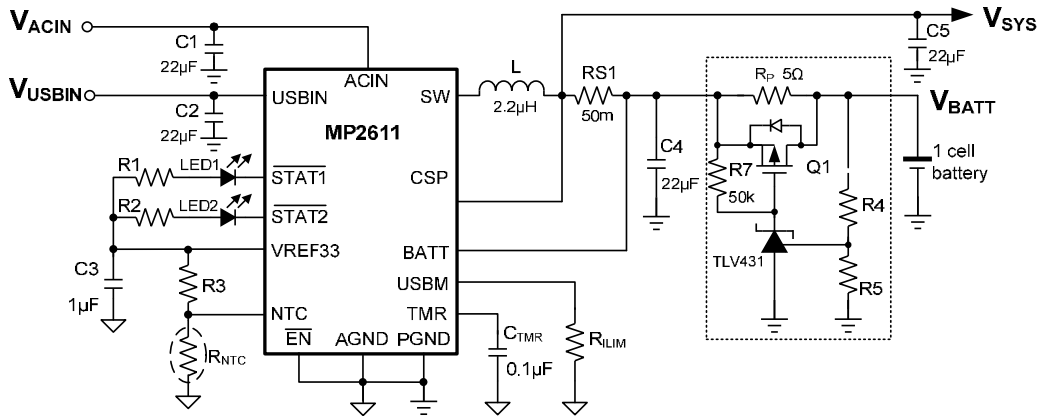 VACIN
C1
22µF
VUSBIN
C2
22µF
ACIN
USBIN
SW
MP2611
L
2.2µH
RS1
50m
C5
22µF
VSYS
RP 5Ω
VBATT
R1
LED1
STAT1
R2
LED2
STAT2
CSP
C4
22µF
R7
50k
Q1
1 cell
battery
R4
VREF33
BATT
TLV431
C3
1µF
R3
USBM
R5
NTC
TMR
RNTC
EN
AGND
PGND
CTMR
0.1µF
RILIM